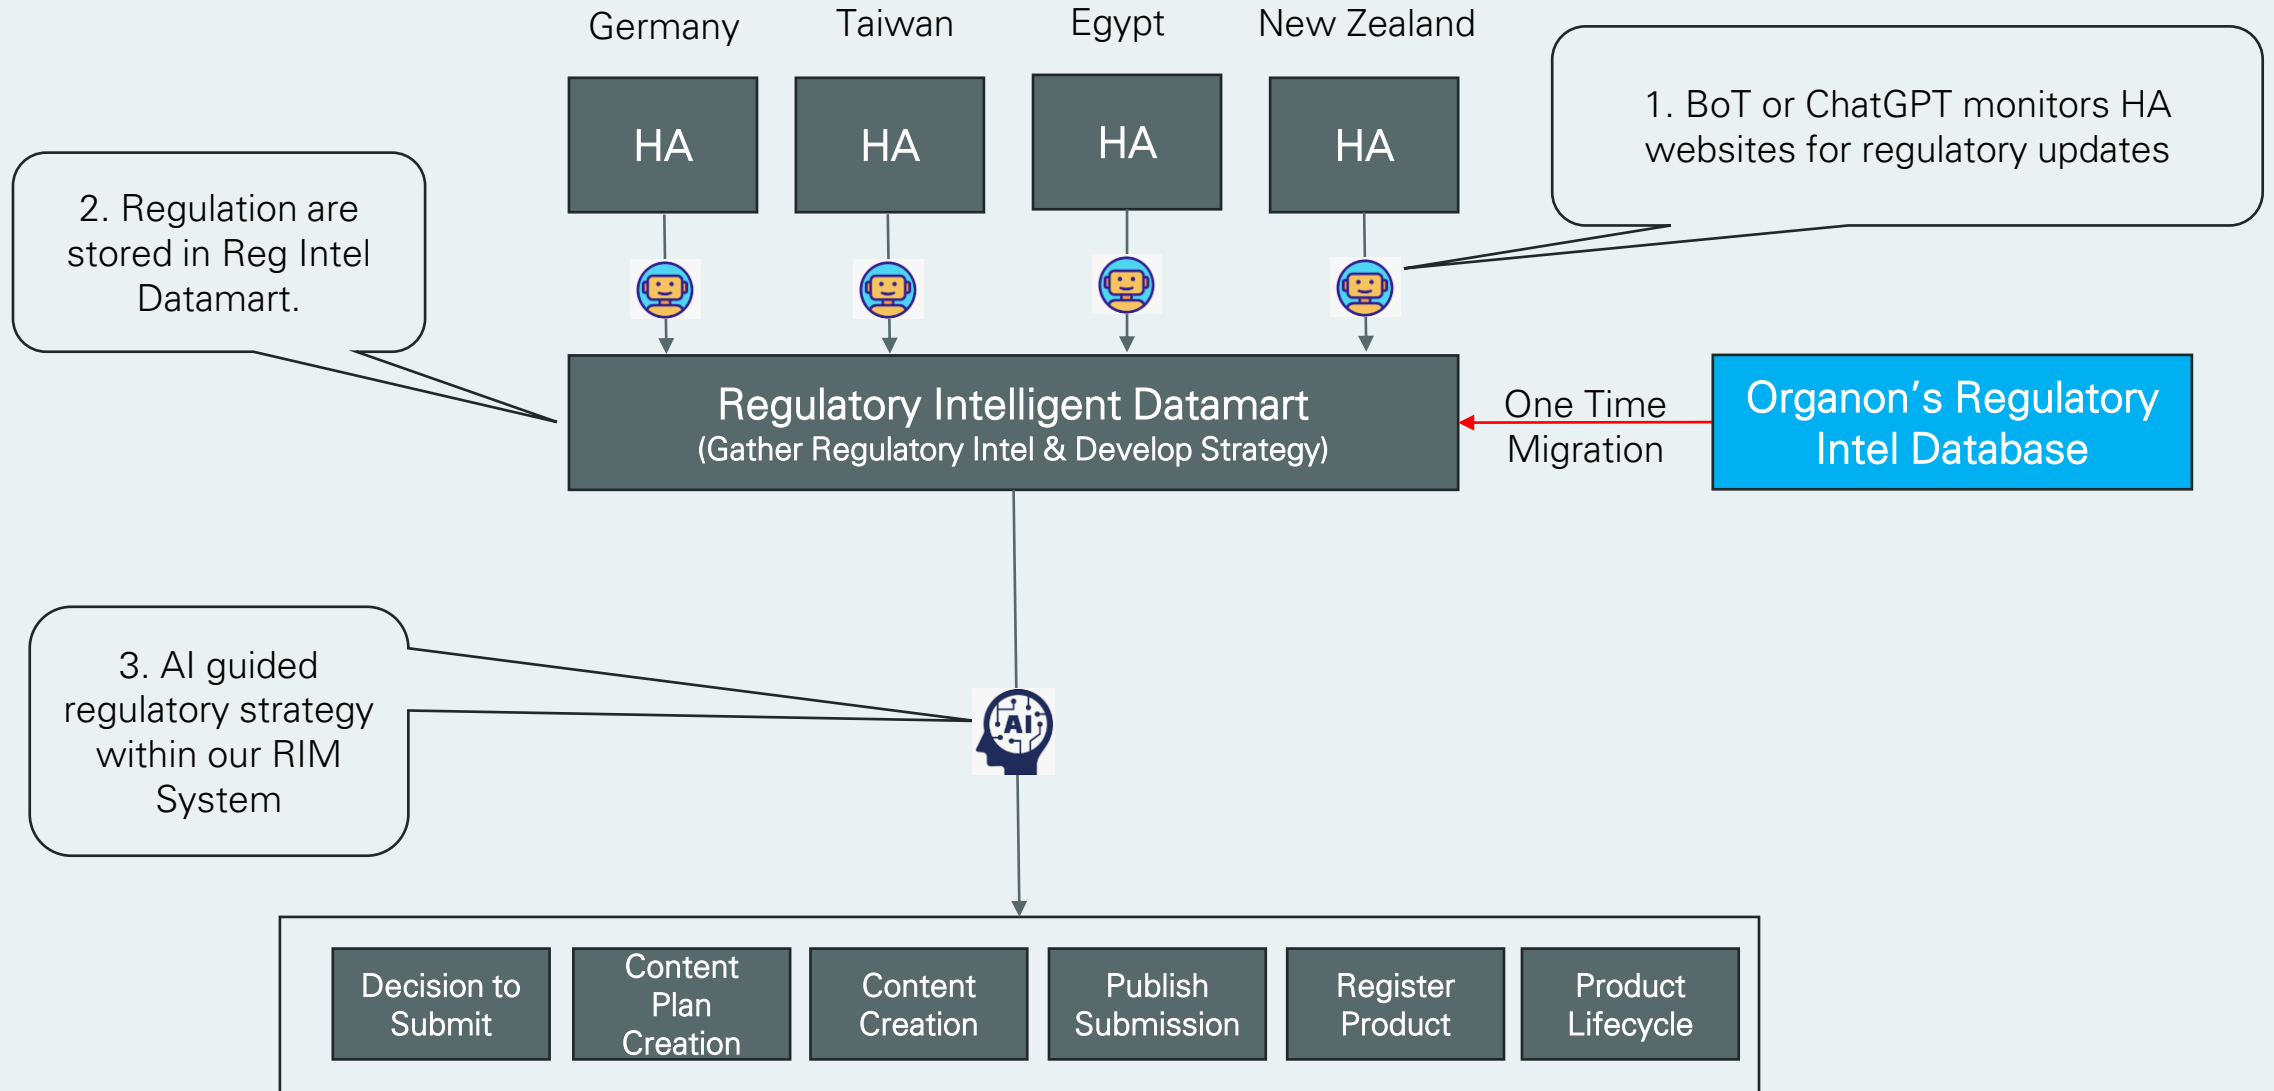 Germany
Taiwan
Egypt
New Zealand
HA
HA
HA
HA
1. BoT or ChatGPT monitors HA
websites for regulatory updates
2. Regulation are
stored in Reg Intel
Datamart.
Regulatory Intelligent Datamart
(Gather Regulatory Intel & Develop Strategy)
One Time
Migration
Organon’s Regulatory
Intel Database
3. AI guided
regulatory strategy
within our RIM
System
AI
Decision to
Submit
Content
Plan
Creation
Content
Creation
Publish
Submission
Register
Product
Product
Lifecycle